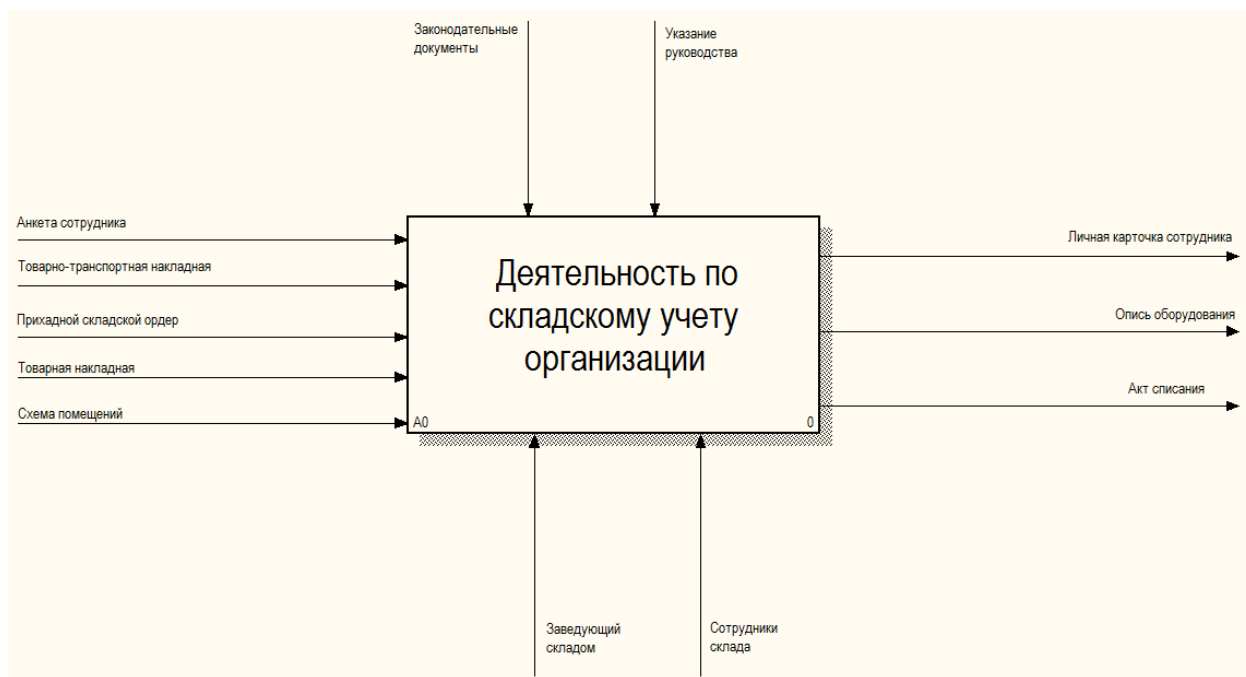 Законодательные
документы
Указание
руководства
Анкета сотрудника
Товарно-транспортная накладная
Прихадной складской ордер
Товарная накладная
Схема помещений
Деятельность по
складскому учету
организации
A0
0
Личная карточка сотрудника
Опись оборудования
Акт списания
Заведующий
складом
Сотрудники
склада